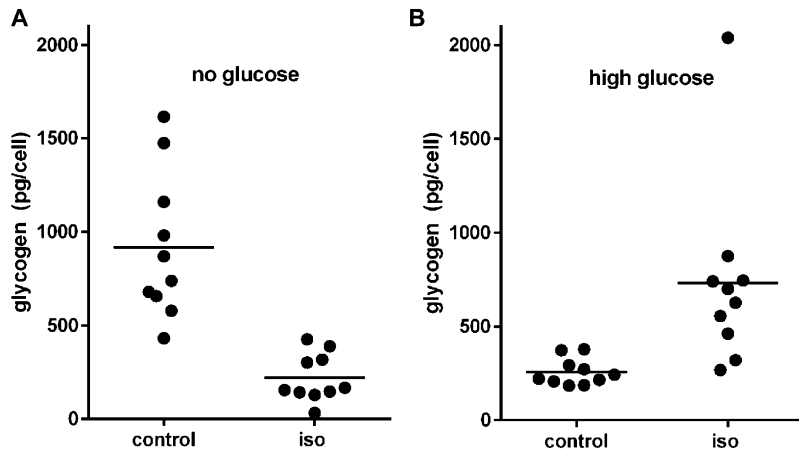 A
no glucose
glycogen (pg/cell)
2000
1500
1000
500
0
control iso
B
high glucose
glycogen (pg/cell)
2000
1500
1000
500
0
control iso